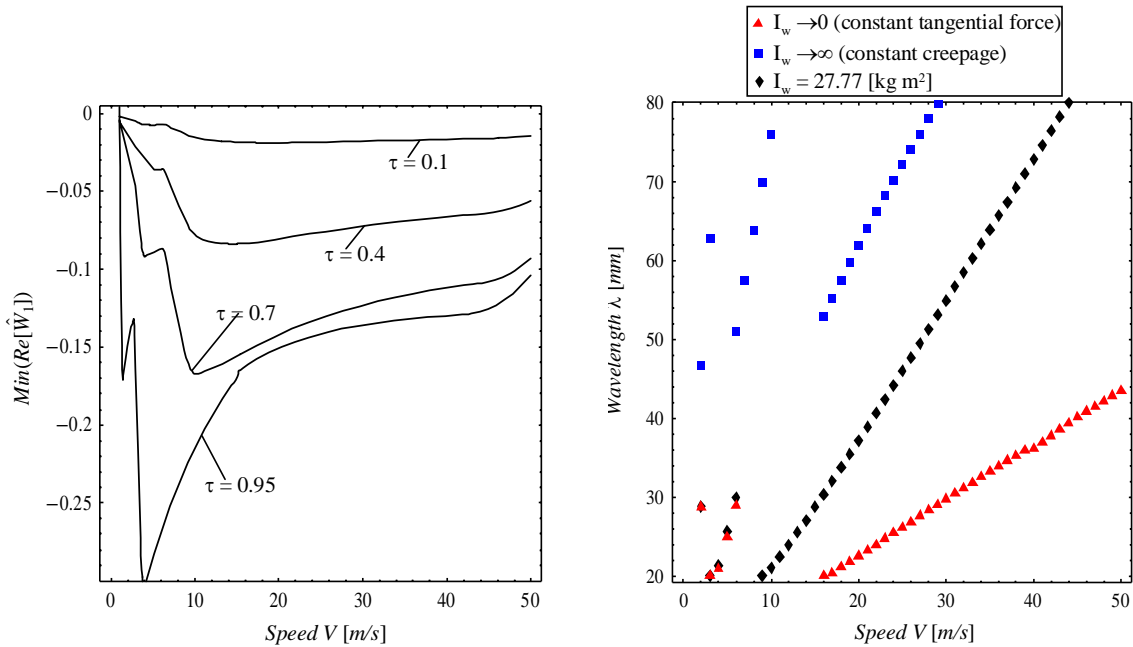 Min(Re[Ŵ₁])
0
−0.05
−0.1
−0.15
−0.2
−0.25
τ = 0.1
τ = 0.4
τ = 0.7
τ = 0.95
0 10 20 30 40 50
Speed V [m/s]
I_w →0 (constant tangential force)
I_w →∞ (constant creepage)
I_w = 27.77 [kg m²]
Wavelength λ [mm]
80
70
60
50
40
30
20
0 10 20 30 40 50
Speed V [m/s]